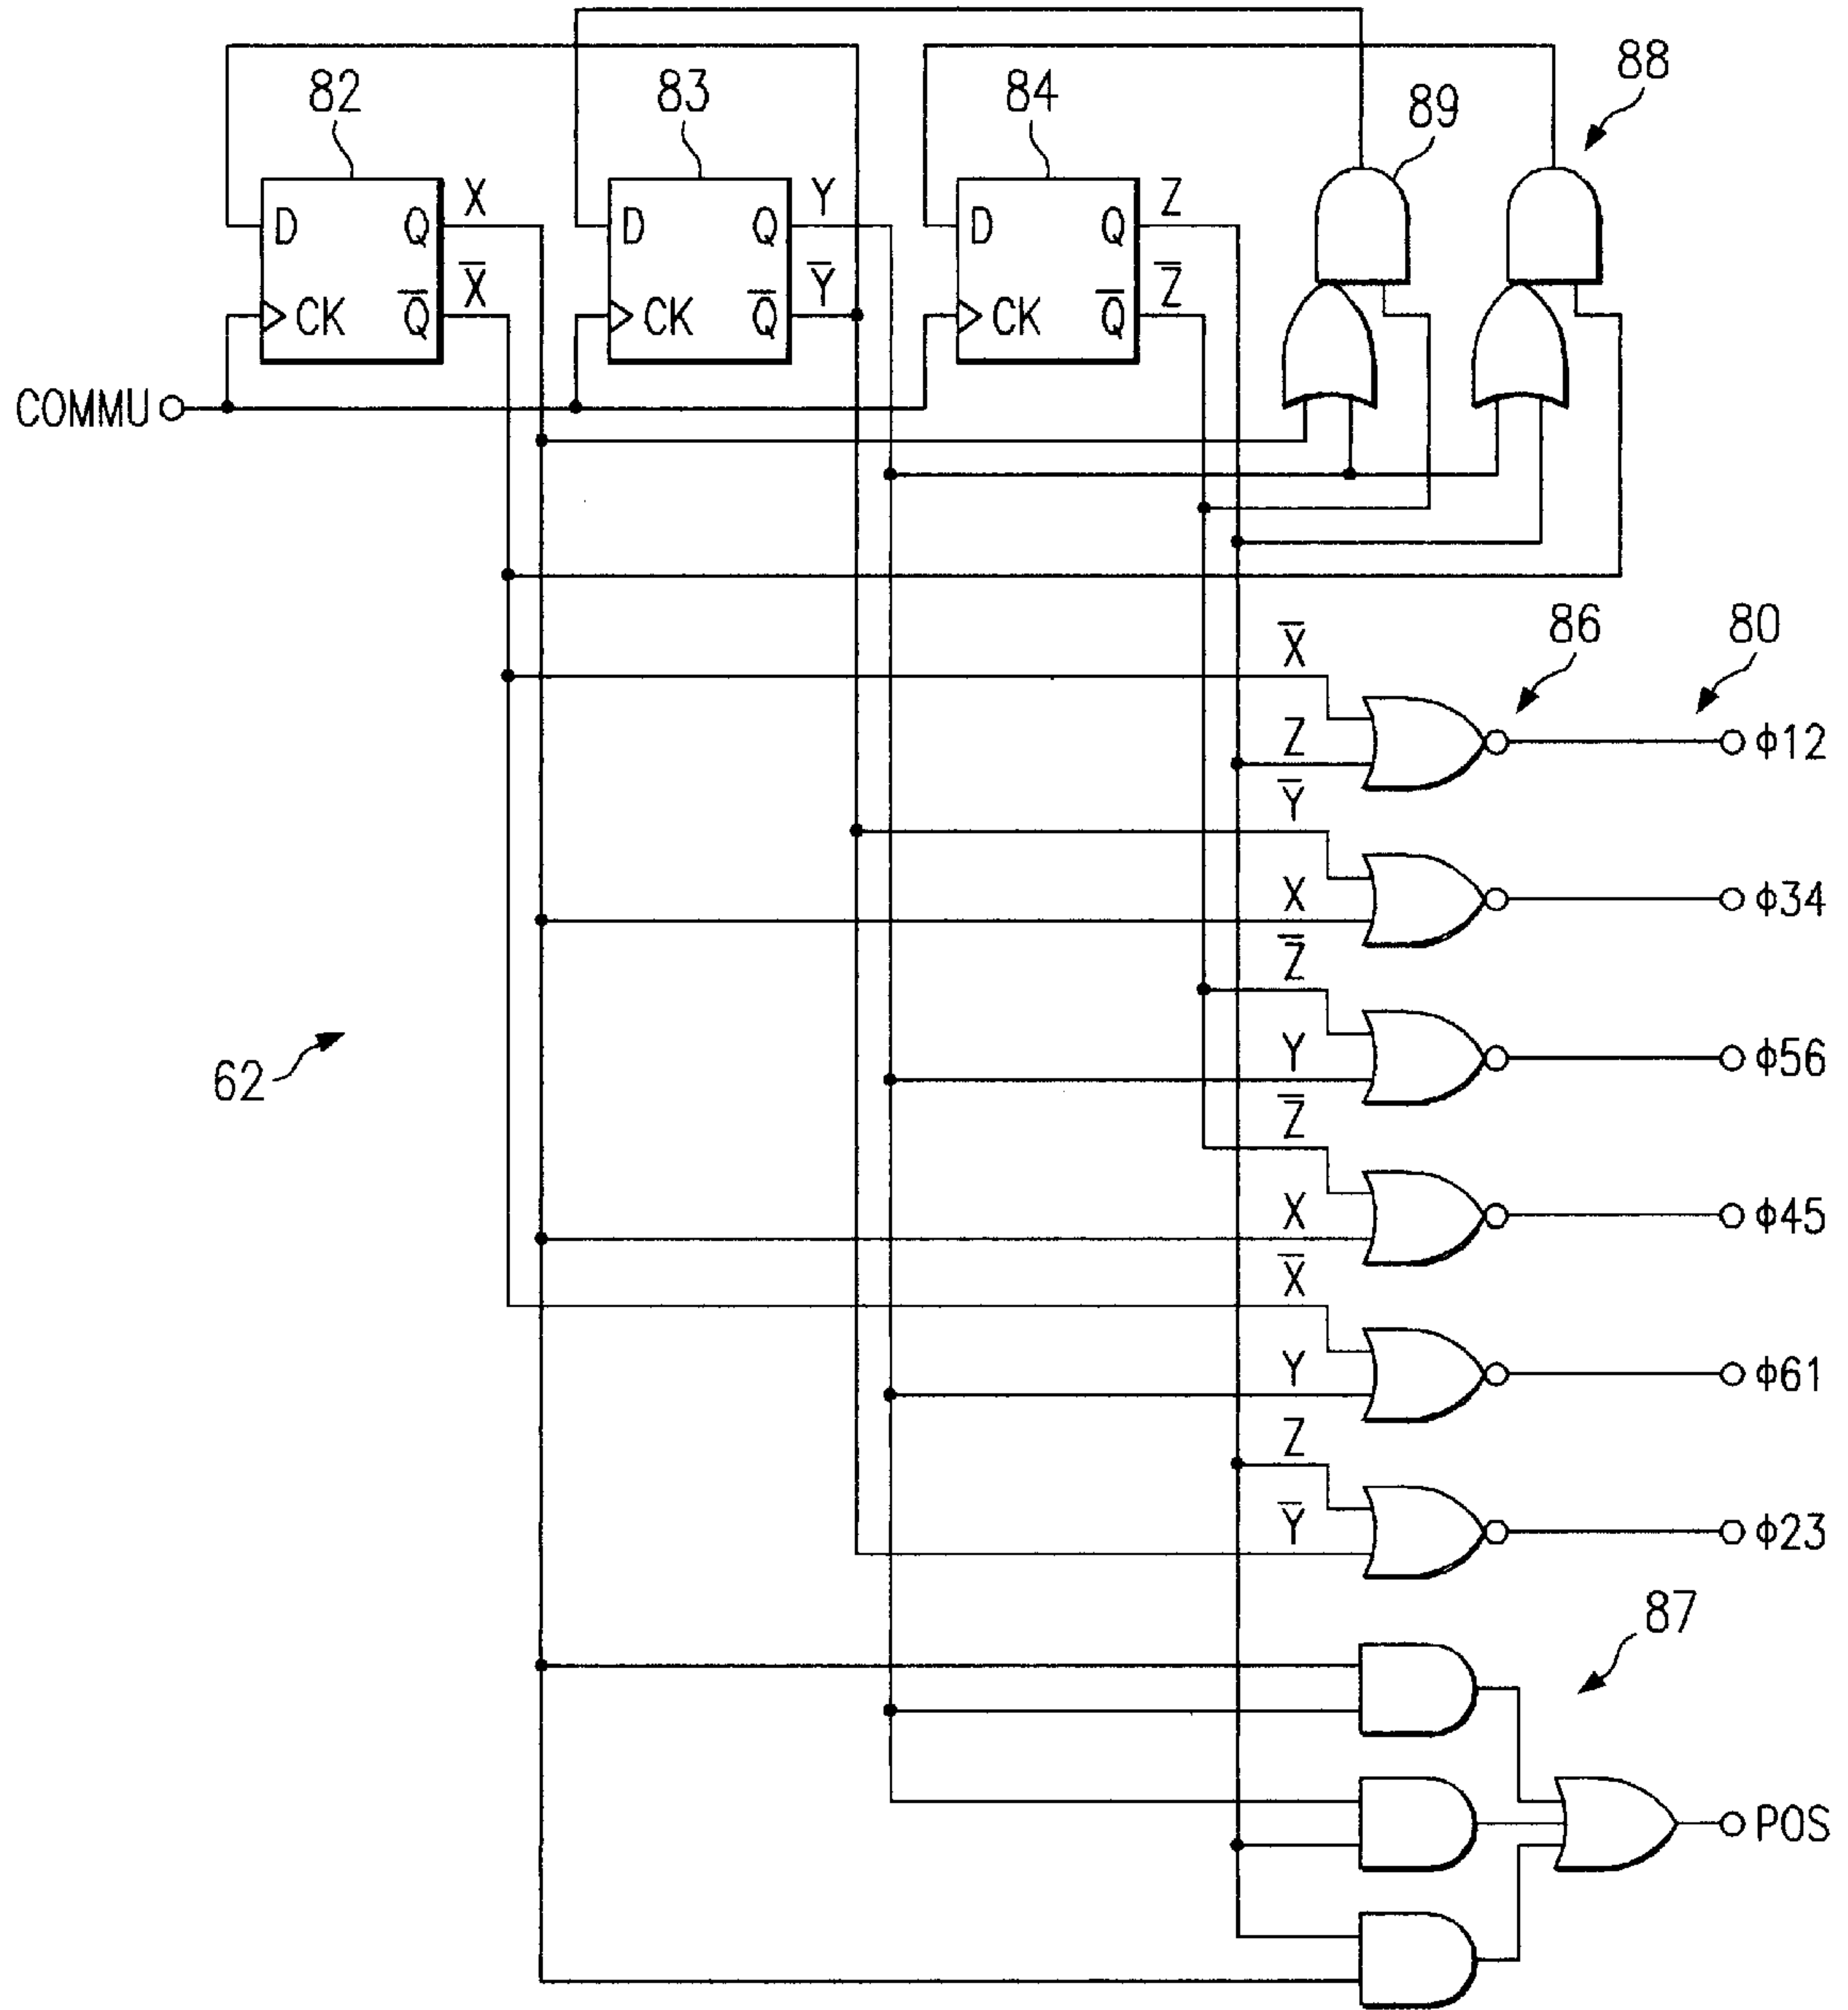 88
82
83
84
89
D
Q
X
D
Q
Y
D
Q
Z
CK
Q̅
X̅
CK
Q̅
Y̅
CK
Q̅
Z̅
COMMU
X̅
86
80
Z
ϕ12
Y̅
X
ϕ34
Z̅
Y
ϕ56
62
Z̅
X
ϕ45
X̅
Y
ϕ61
Z
Y̅
ϕ23
87
POS